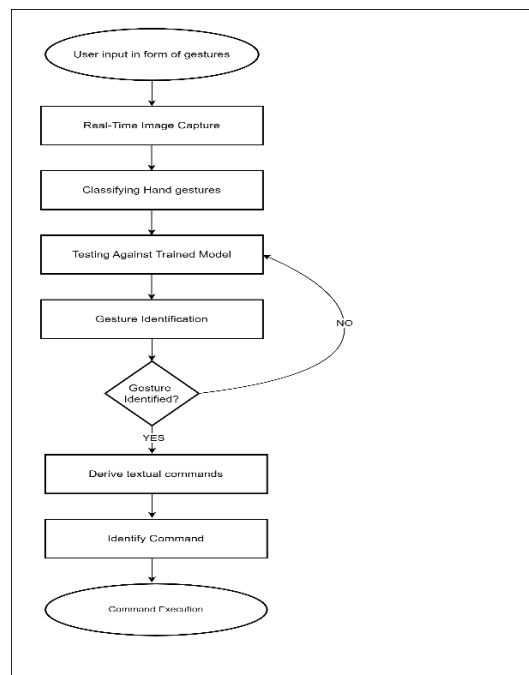 User input in form of gestures
Real-Time Image Capture
Classifying Hand gestures
Testing Against Trained Model
Gesture Identification
NO
Gesture
Identified?
YES
Derive textual commands
Identify Command
Command Execution